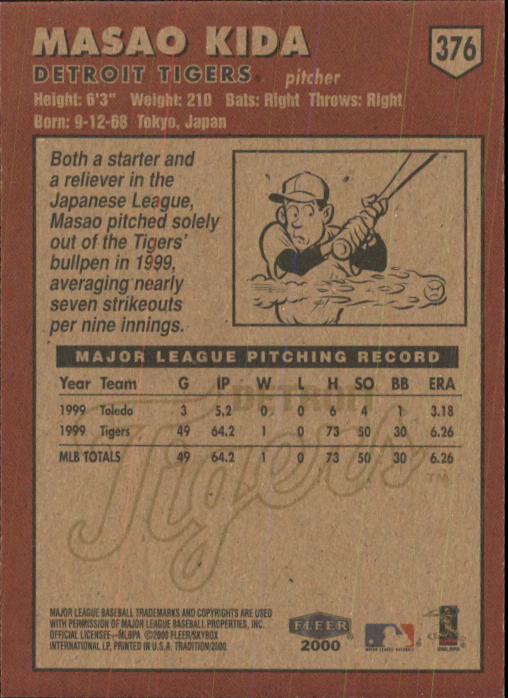 MASAO KIDA
376
DETROIT TIGERS pitcher
Height: 6'3" Weight: 210 Bats: Right Throws: Right
Born: 9-12-68 Tokyo, Japan
Both a starter and
a reliever in the
Japanese League,
Masao pitched solely
out of the Tigers'
bullpen in 1999,
averaging nearly
seven strikeouts
per nine innings.
MAJOR LEAGUE PITCHING RECORD
Year Team G IP W L H SO BB ERA
1999 Toledo 3 5.2 0 0 6 4 1 3.18
1999 Tigers 49 64.2 1 0 73 50 30 6.26
MLB TOTALS 49 64.2 1 0 73 50 30 6.26
DETROIT
Tigers
TM
MAJOR LEAGUE BASEBALL TRADEMARKS AND COPYRIGHTS ARE USED
WITH PERMISSION OF MAJOR LEAGUE BASEBALL PROPERTIES, INC.
OFFICIAL LICENSEE–MLBPA ©2000 FLEER/SKYBOX
INTERNATIONAL LP, PRINTED IN U.S.A. TRADITION/2000
FLEER
2000
MAJOR LEAGUE BASEBALL